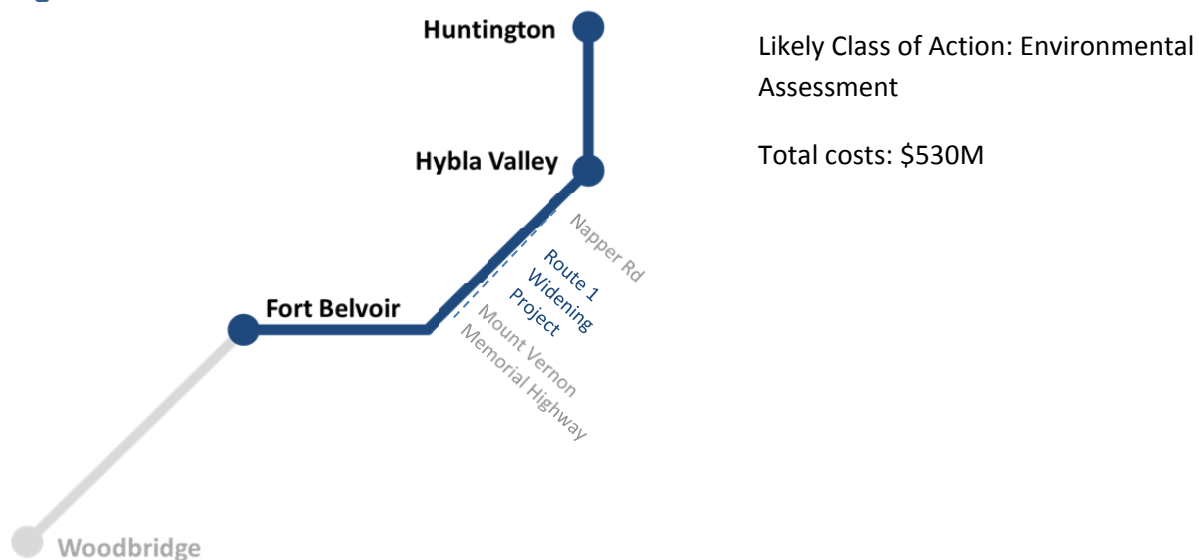 Huntington
Likely Class of Action: Environmental
Assessment
Total costs: $530M
Hybla Valley
Napper Rd
Route 1
Widening
Project
Fort Belvoir
Mount Vernon
Memorial Highway
Woodbridge